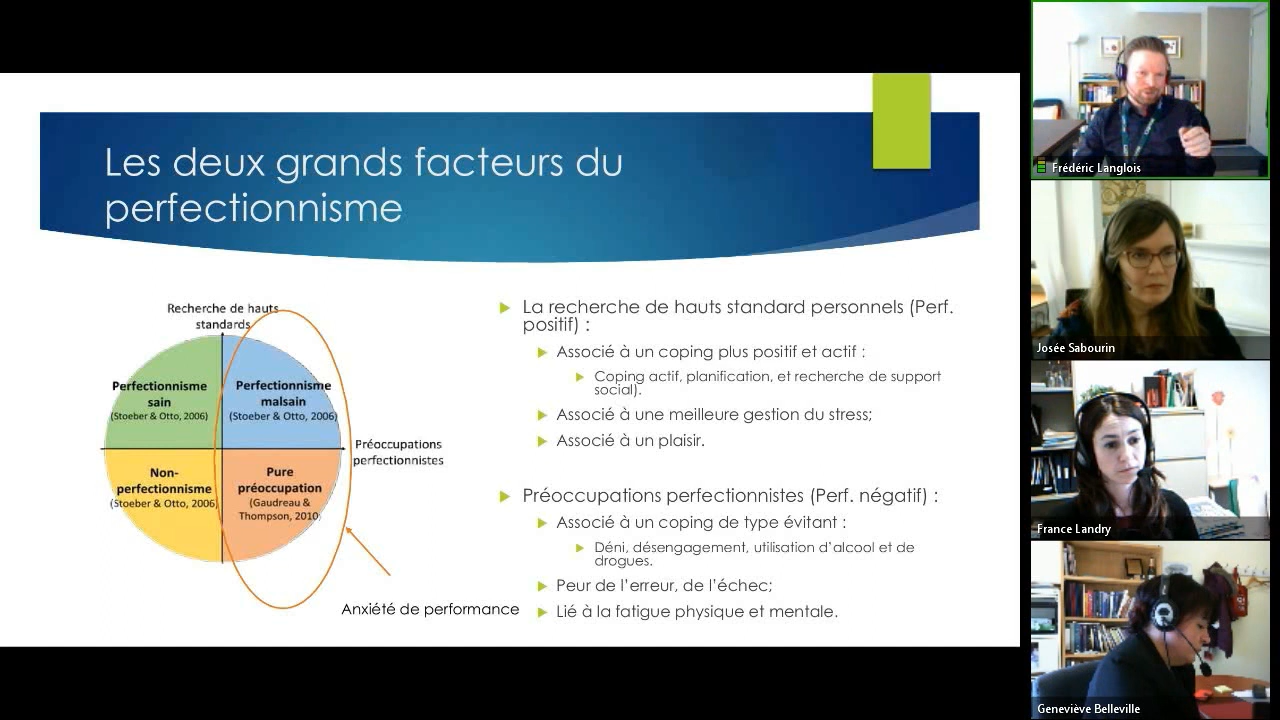 Les deux grands facteurs du
perfectionnisme
Recherche de hauts
standards
Perfectionnisme
sain
(Stoeber & Otto, 2006)
Perfectionnisme
malsain
(Stoeber & Otto, 2006)
Préoccupations
perfectionnistes
Non-
perfectionnisme
(Stoeber & Otto, 2006)
Pure
préoccupation
(Gaudreau &
Thompson, 2010)
Anxiété de performance
La recherche de hauts standard personnels (Perf.
positif) :
Associé à un coping plus positif et actif :
Coping actif, planification, et recherche de support
social).
Associé à une meilleure gestion du stress;
Associé à un plaisir.
Préoccupations perfectionnistes (Perf. négatif) :
Associé à un coping de type évitant :
Déni, désengagement, utilisation d'alcool et de
drogues.
Peur de l'erreur, de l'échec;
Lié à la fatigue physique et mentale.
Frédéric Langlois
Josée Sabourin
France Landry
Geneviève Belleville